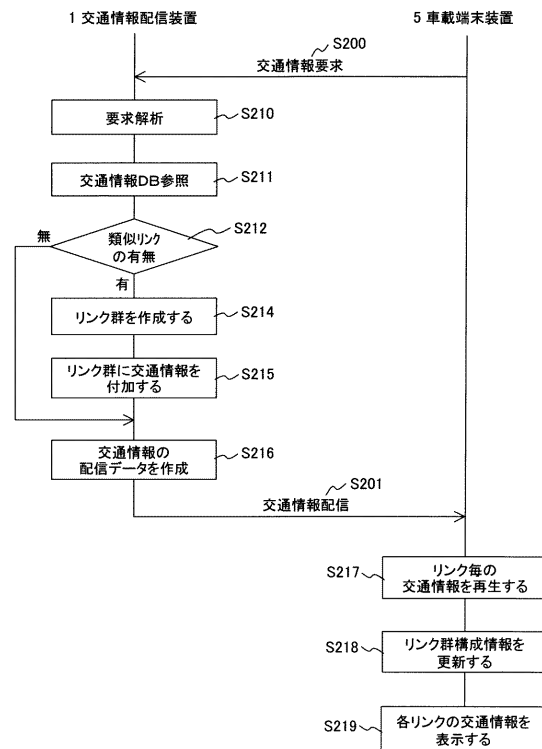 1 交通情報配信装置
5 車載端末装置
S200
交通情報要求
要求解析
S210
交通情報DB参照
S211
無
類似リンク
の有無
S212
有
リンク群を作成する
S214
リンク群に交通情報を
付加する
S215
交通情報の
配信データを作成
S216
S201
交通情報配信
S217
リンク毎の
交通情報を再生する
S218
リンク群構成情報を
更新する
S219
各リンクの交通情報を
表示する